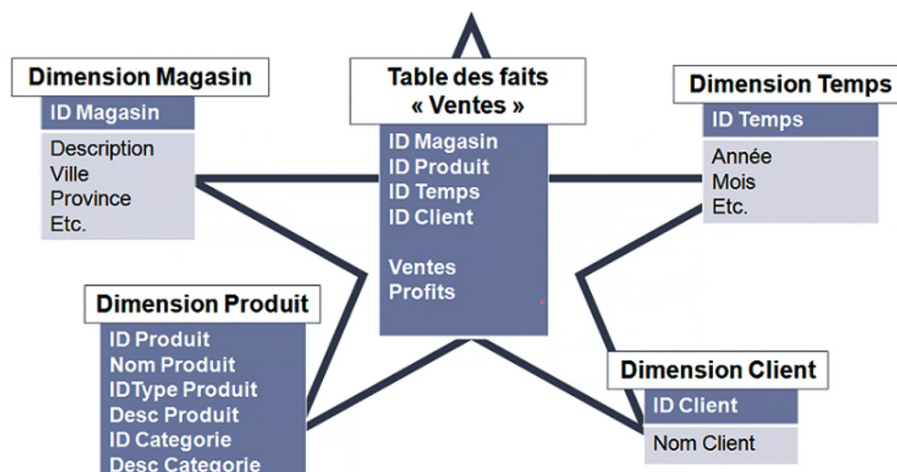 Dimension Magasin
ID Magasin
Description
Ville
Province
Etc.
Table des faits
« Ventes »
ID Magasin
ID Produit
ID Temps
ID Client
Ventes
Profits
Dimension Temps
ID Temps
Année
Mois
Etc.
Dimension Produit
ID Produit
Nom Produit
IDType Produit
Desc Produit
ID Categorie
Desc Categorie
Dimension Client
ID Client
Nom Client